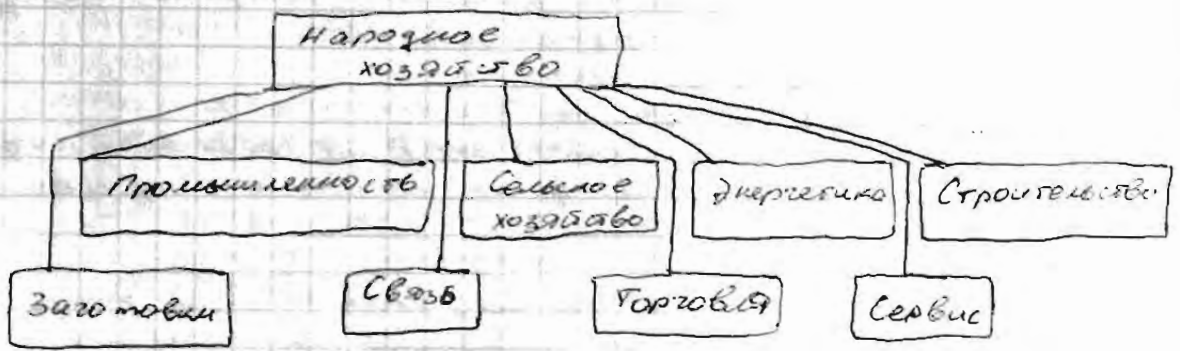 Народное
хозяйство
Промышленность
Сельское
хозяйство
Энергетика
Строительство
Заготовки
Связь
Торговля
Сервис